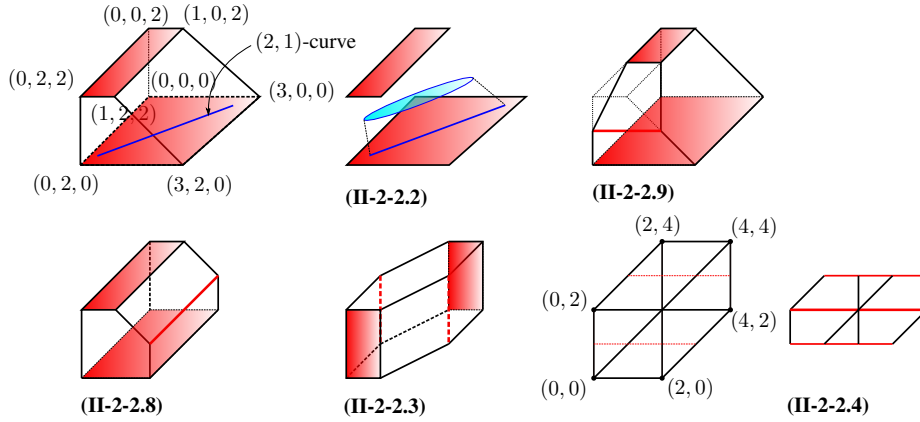 (0, 0, 2)
(1, 0, 2)
(2, 1)-curve
(0, 2, 2)
(0, 0, 0)
(3, 0, 0)
(1, 2, 2)
(0, 2, 0)
(3, 2, 0)
(II-2-2.2)
(II-2-2.9)
(2, 4)
(4, 4)
(0, 2)
(4, 2)
(0, 0)
(2, 0)
(II-2-2.8)
(II-2-2.3)
(II-2-2.4)